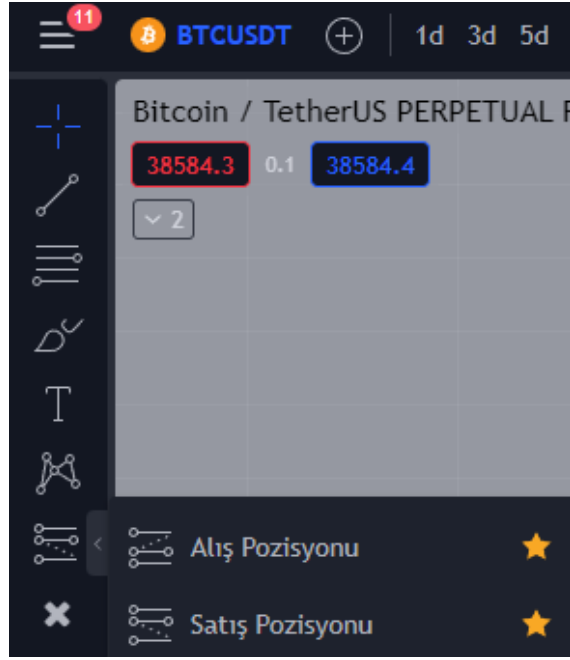 11
BTCUSDT 1d 3d 5d
Bitcoin / TetherUS PERPETUAL
38584.3 0.1 38584.4
2
T
Alış Pozisyonu
Satış Pozisyonu